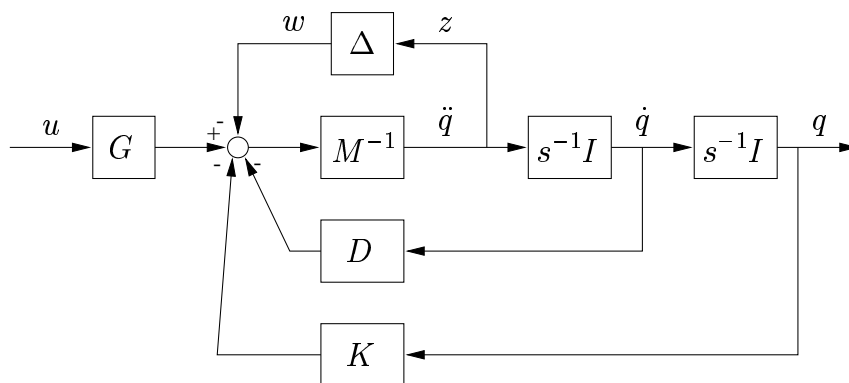 w Δ z
u G + - M⁻¹ q̈ s⁻¹I q̇ s⁻¹I q
- -
D
K